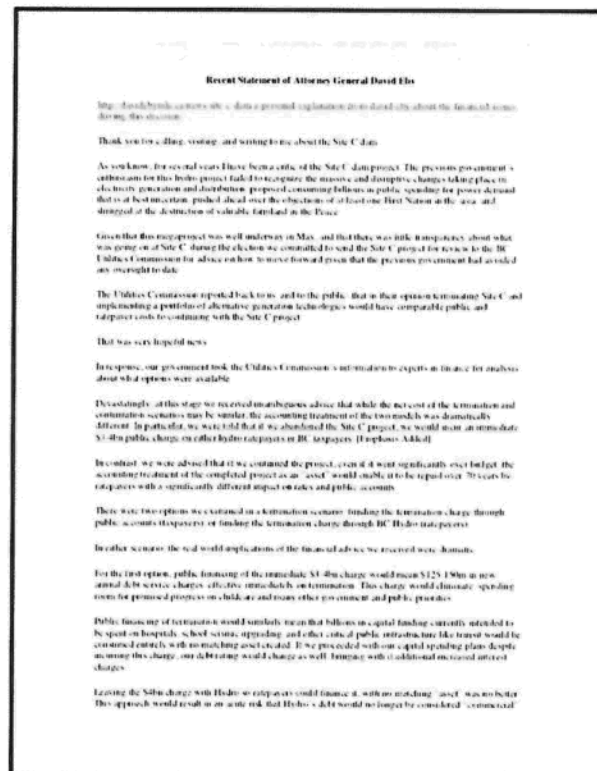 Recent Statement of Attorney General David Eby
Thank you for calling, visiting, and writing to me about the Site C dam
As you know, for several years I have been a critic of the Site C dam project. The previous government's
enthusiasm for this hydro project failed to recognize the massive and disruptive changes taking place in
electricity generation and distribution, proposed consuming billions in public spending for power demand
that is at best uncertain, pushed ahead over the objections of at least one First Nation in the area, and
shrugged at the destruction of valuable farmland in the Peace
Given that this megaproject was well underway in May, and that there was little transparency about what
was going on at Site C, during the election we committed to send the Site C project for review to the BC
Utilities Commission for advice on how to move forward given that the previous government had avoided
any oversight to date
The Utilities Commission reported back to us, and to the public, that in their opinion terminating Site C and
implementing a portfolio of alternative generation technologies would have comparable public and
ratepayer costs to continuing with the Site C project
That was very hopeful news
In response, our government took the Utilities Commission's information to experts in finance for analysis
about what options were available
Devastatingly, at this stage we received unambiguous advice that while the net cost of the termination and
continuation scenarios may be similar, the accounting treatment of the two models was dramatically
different. In particular, we were told that if we abandoned the Site C project, we would incur an immediate
$3-4bn public charge on either hydro ratepayers or BC taxpayers. [Emphasis Added]
In contrast, we were advised that if we continued the project, even if it went significantly over budget, the
accounting treatment of the completed project as an "asset" would enable it to be repaid over 70 years by
ratepayers with a significantly different impact on rates and public accounts
There were two options we examined in a termination scenario: funding the termination charge through
public accounts (taxpayers), or funding the termination charge through BC Hydro (ratepayers)
In either scenario, the real world applications of the financial advice we received were dramatic
For the first option, public financing of the immediate $3-4bn charge would mean $125-150m in new
annual debt service charges, effective immediately on termination. This charge would eliminate spending
room for promised progress on childcare and many other government and public priorities
Public financing of termination would similarly mean that billions in capital funding currently intended to
be spent on hospitals, school seismic upgrading, and other critical public infrastructure like transit would be
consumed entirely with no matching asset created. If we proceeded with our capital spending plans despite
incurring this charge, our debt rating would change as well, bringing with it additional increased interest
charges
Leaving the $4bn charge with Hydro so ratepayers could finance it, with no matching "asset" was no better
This approach would result in an acute risk that Hydro's debt would no longer be considered "commercial"